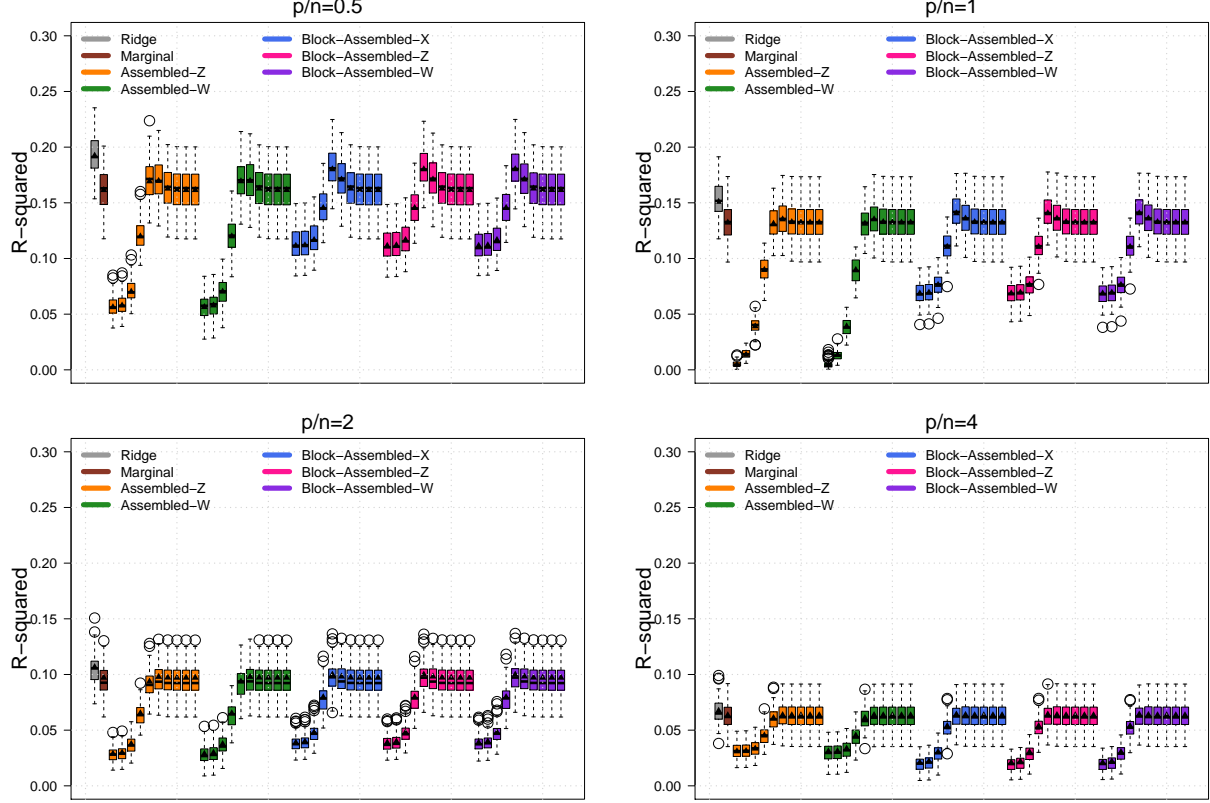 p/n=0.5
R−squared
0.30
0.25
0.20
0.15
0.10
0.05
0.00
Ridge
Marginal
Assembled−Z
Assembled−W
Block−Assembled−X
Block−Assembled−Z
Block−Assembled−W
p/n=1
R−squared
0.30
0.25
0.20
0.15
0.10
0.05
0.00
Ridge
Marginal
Assembled−Z
Assembled−W
Block−Assembled−X
Block−Assembled−Z
Block−Assembled−W
p/n=2
R−squared
0.30
0.25
0.20
0.15
0.10
0.05
0.00
Ridge
Marginal
Assembled−Z
Assembled−W
Block−Assembled−X
Block−Assembled−Z
Block−Assembled−W
p/n=4
R−squared
0.30
0.25
0.20
0.15
0.10
0.05
0.00
Ridge
Marginal
Assembled−Z
Assembled−W
Block−Assembled−X
Block−Assembled−Z
Block−Assembled−W